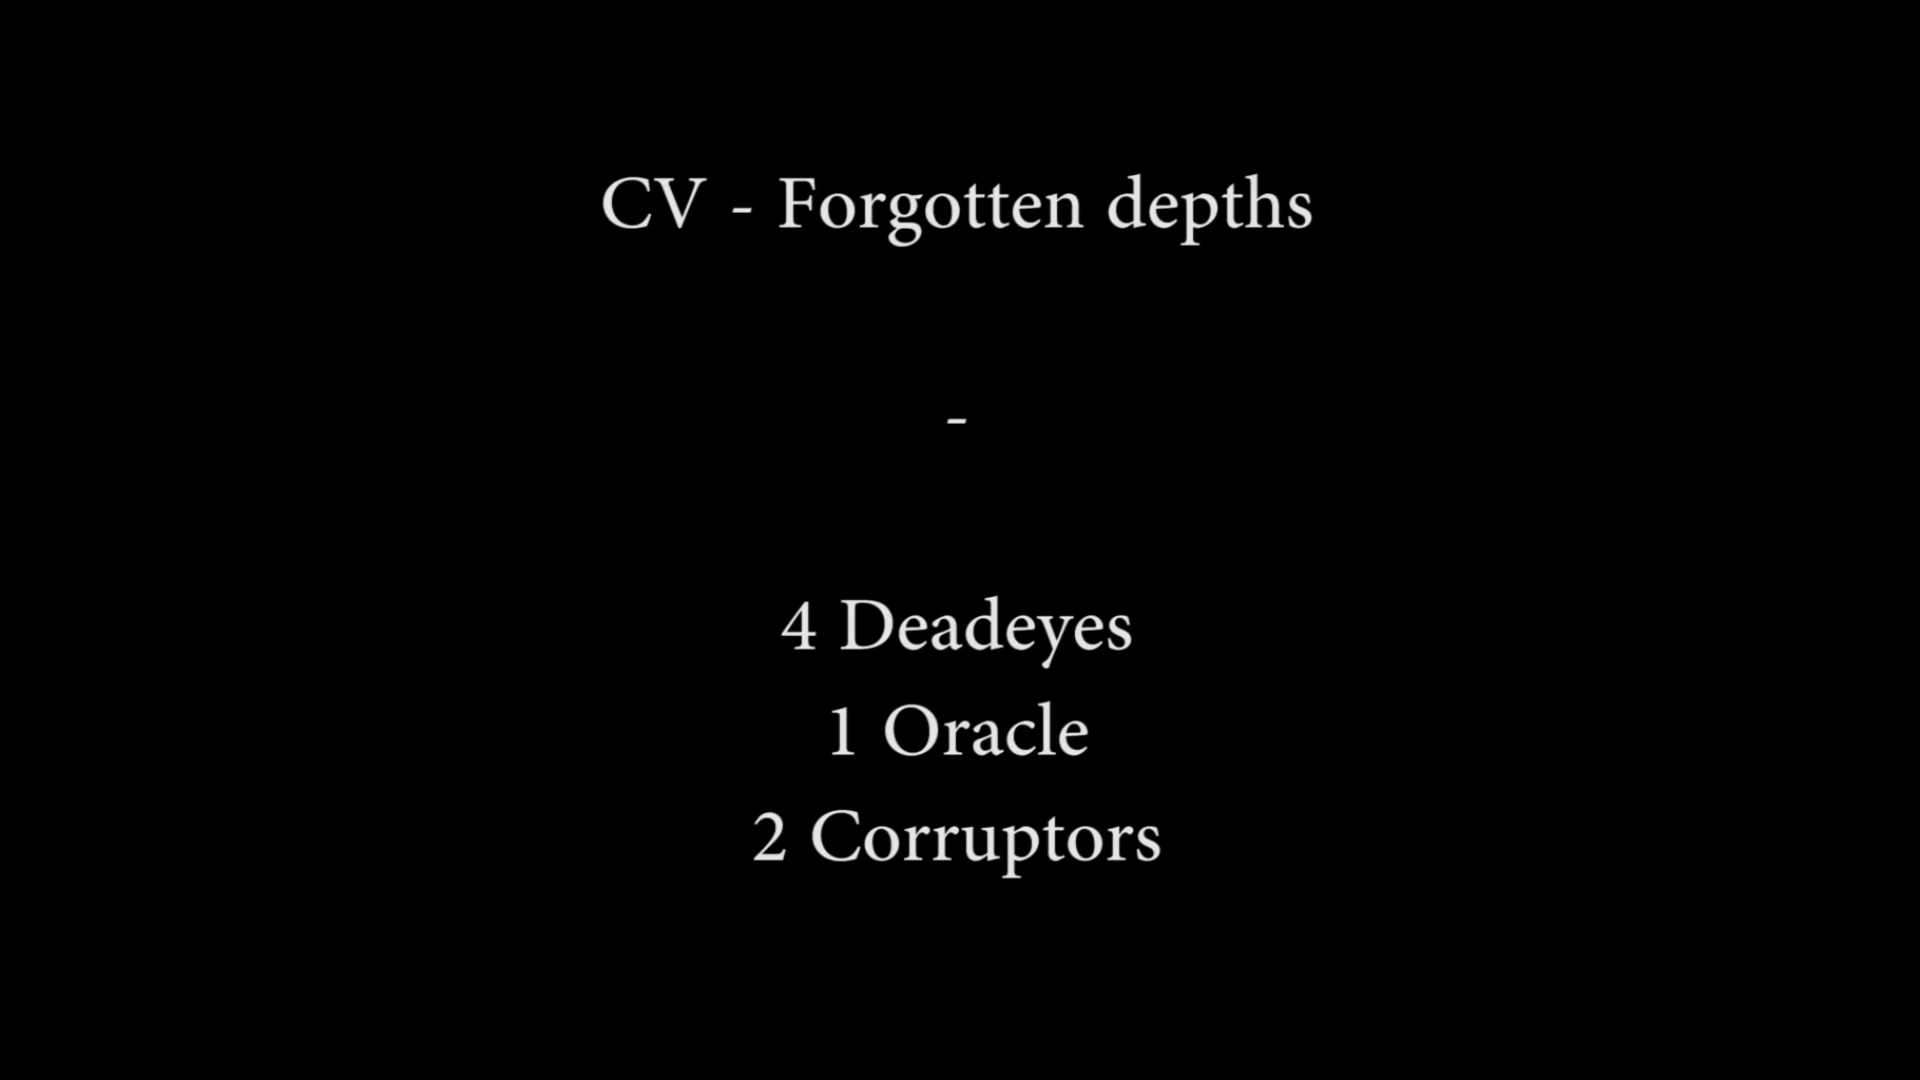 CV - Forgotten depths
-
4 Deadeyes
1 Oracle
2 Corruptors